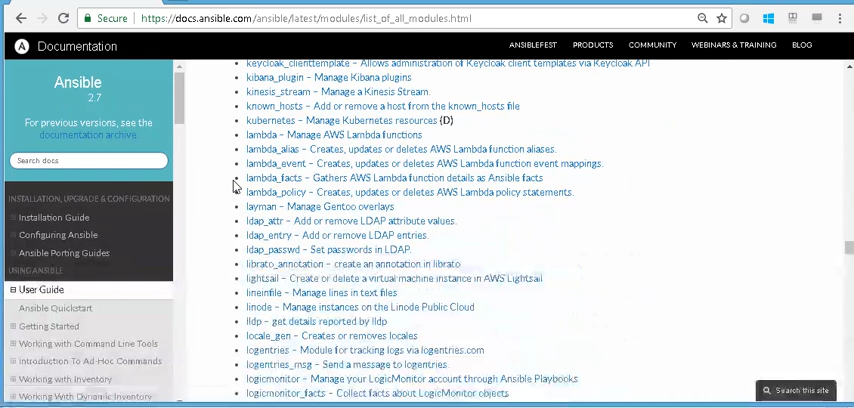 Secure https://docs.ansible.com/ansible/latest/modules/list_of_all_modules.html
A Documentation ANSIBLEFEST PRODUCTS COMMUNITY WEBINARS & TRAINING BLOG
Ansible
2.7
For previous versions, see the
documentation archive.
Search docs
INSTALLATION, UPGRADE & CONFIGURATION
Installation Guide
Configuring Ansible
Ansible Porting Guides
USING ANSIBLE
User Guide
Ansible Quickstart
Getting Started
Working with Command Line Tools
Introduction To Ad-Hoc Commands
Working with Inventory
Working With Dynamic Inventory
keycloak_clienttemplate – Allows administration of Keycloak client templates via Keycloak API
kibana_plugin – Manage Kibana plugins
kinesis_stream – Manage a Kinesis Stream.
known_hosts – Add or remove a host from the known_hosts file
kubernetes – Manage Kubernetes resources (D)
lambda – Manage AWS Lambda functions
lambda_alias – Creates, updates or deletes AWS Lambda function aliases.
lambda_event – Creates, updates or deletes AWS Lambda function event mappings.
lambda_facts – Gathers AWS Lambda function details as Ansible facts
lambda_policy – Creates, updates or deletes AWS Lambda policy statements.
layman – Manage Gentoo overlays
ldap_attr – Add or remove LDAP attribute values.
ldap_entry – Add or remove LDAP entries.
ldap_passwd – Set passwords in LDAP.
librato_annotation – create an annotation in librato
lightsail – Create or delete a virtual machine instance in AWS Lightsail
lineinfile – Manage lines in text files
linode – Manage instances on the Linode Public Cloud
lldp – get details reported by lldp
locale_gen – Creates or removes locales
logentries – Module for tracking logs via logentries.com
logentries_msg – Send a message to logentries.
logicmonitor – Manage your LogicMonitor account through Ansible Playbooks
logicmonitor_facts – Collect facts about LogicMonitor objects
Search this site